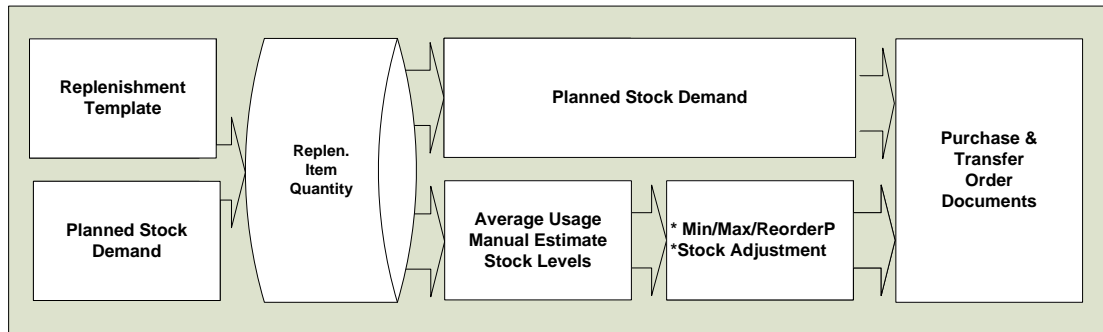 Replenishment
Template
Planned Stock
Demand
Replen.
Item
Quantity
Planned Stock Demand
Average Usage
Manual Estimate
Stock Levels
* Min/Max/ReorderP
*Stock Adjustment
Purchase &
Transfer
Order
Documents